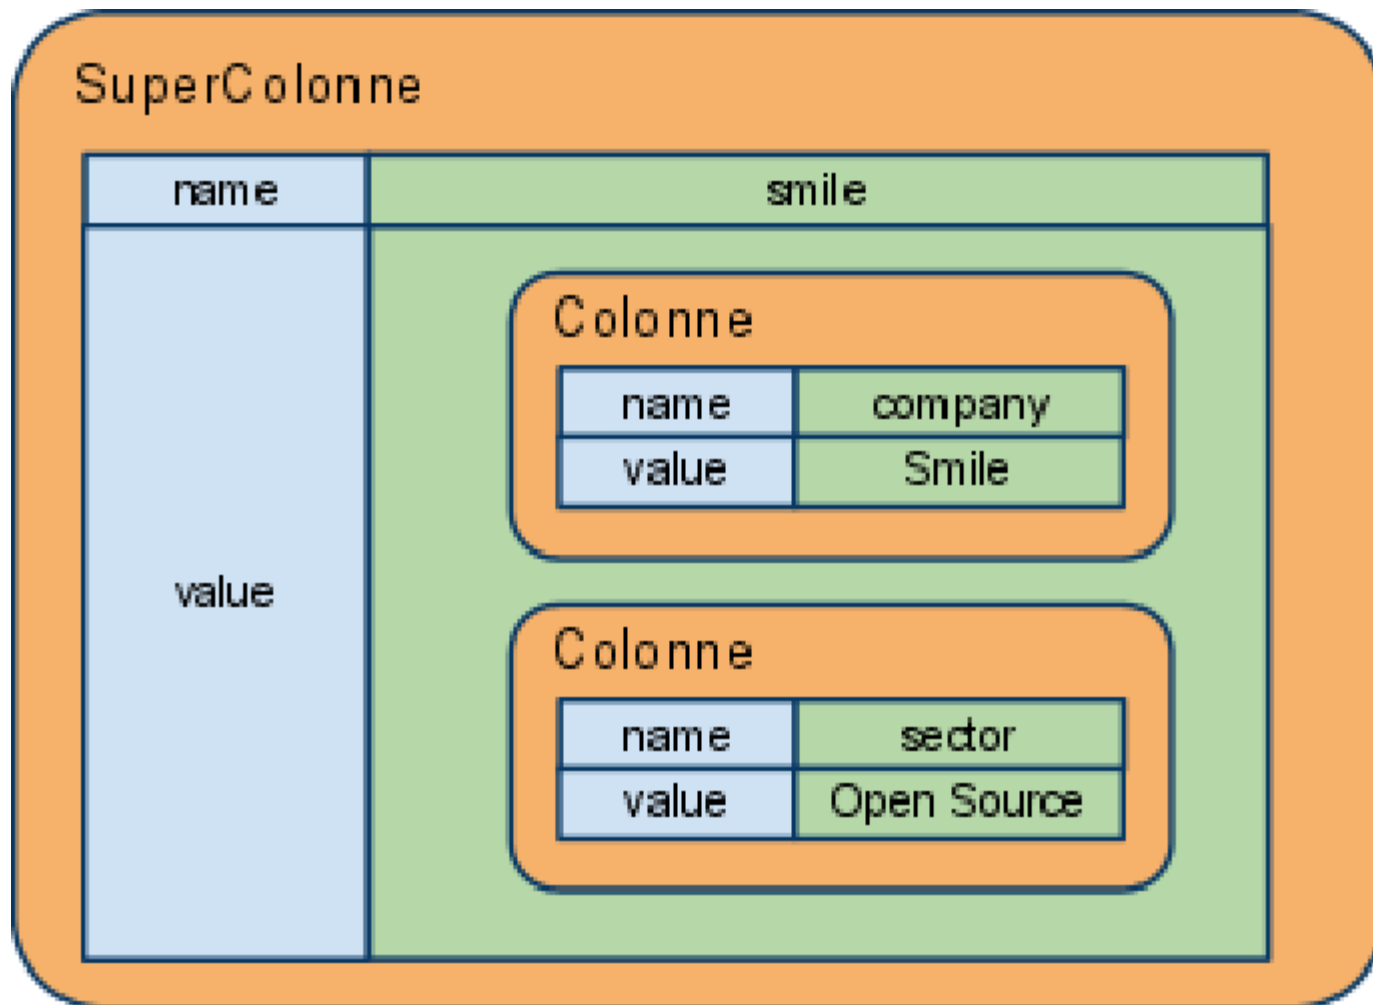 SuperColonne
name smile
value
Colonne
name company
value Smile
Colonne
name sector
value Open Source